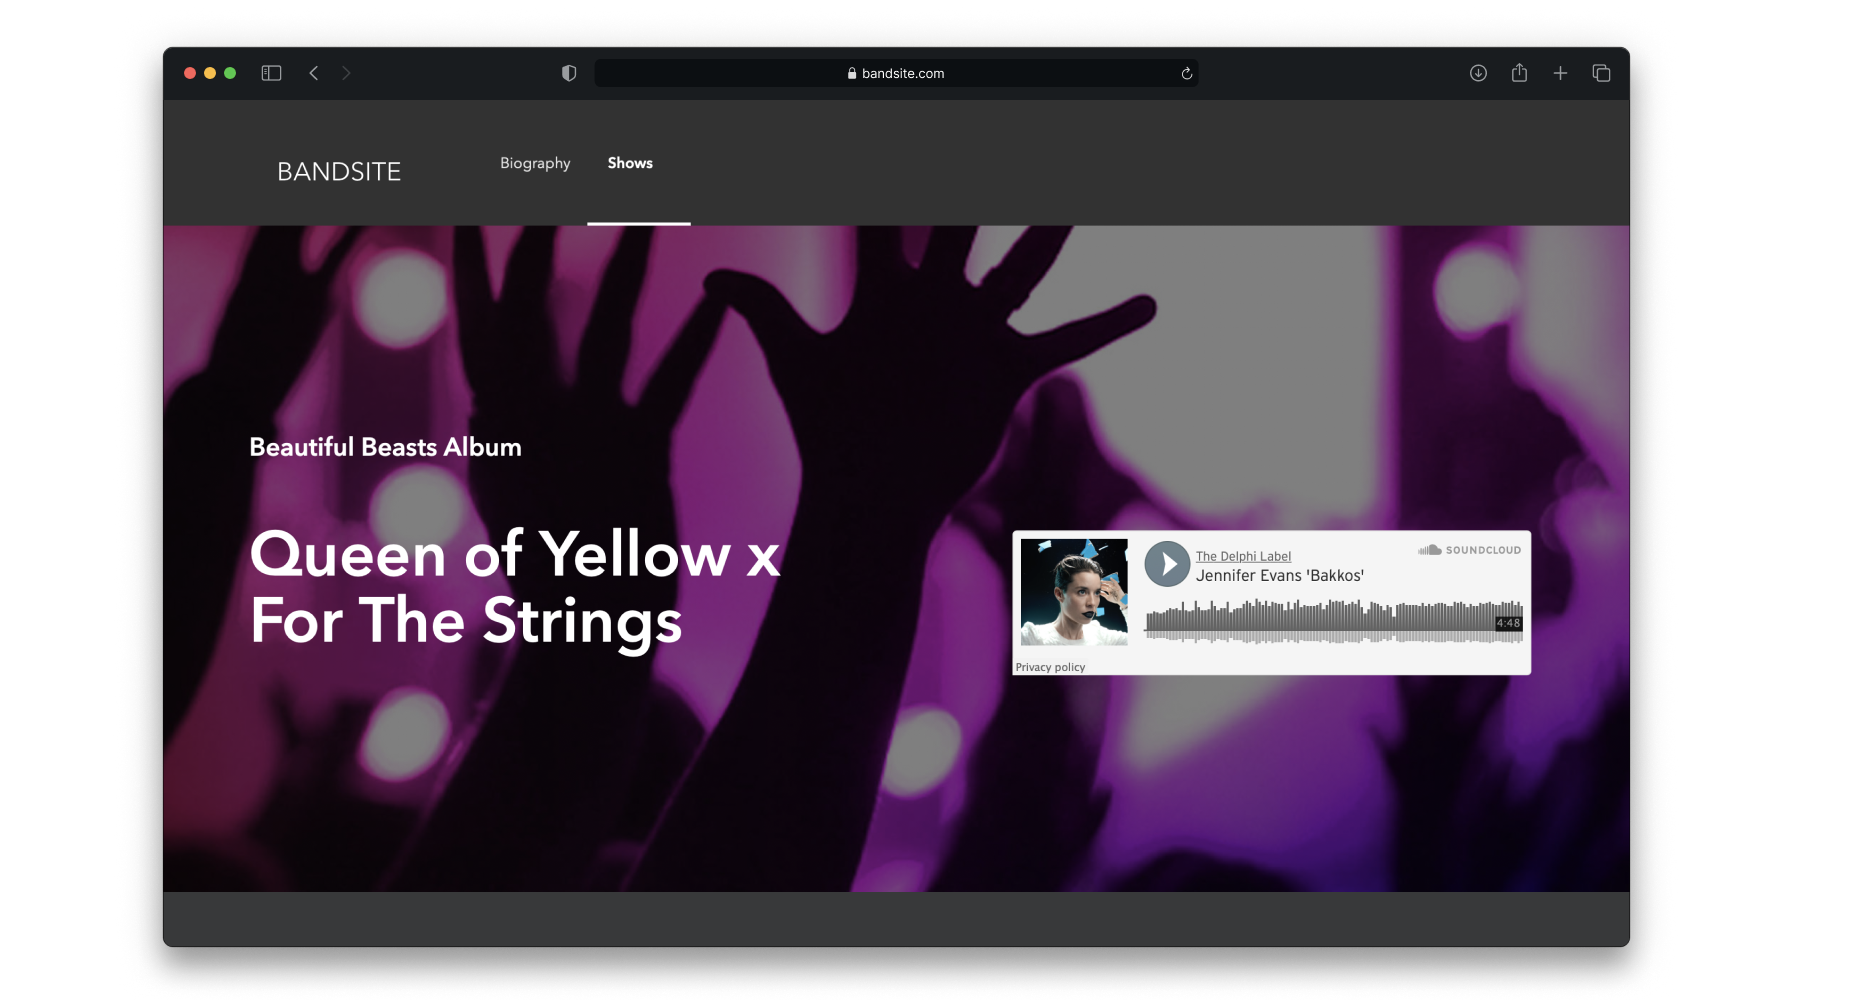 bandsite.com
BANDSITE
Biography
Shows
Beautiful Beasts Album
Queen of Yellow x
For The Strings
The Delphi Label
SOUNDCLOUD
Jennifer Evans 'Bakkos'
4:48
Privacy policy